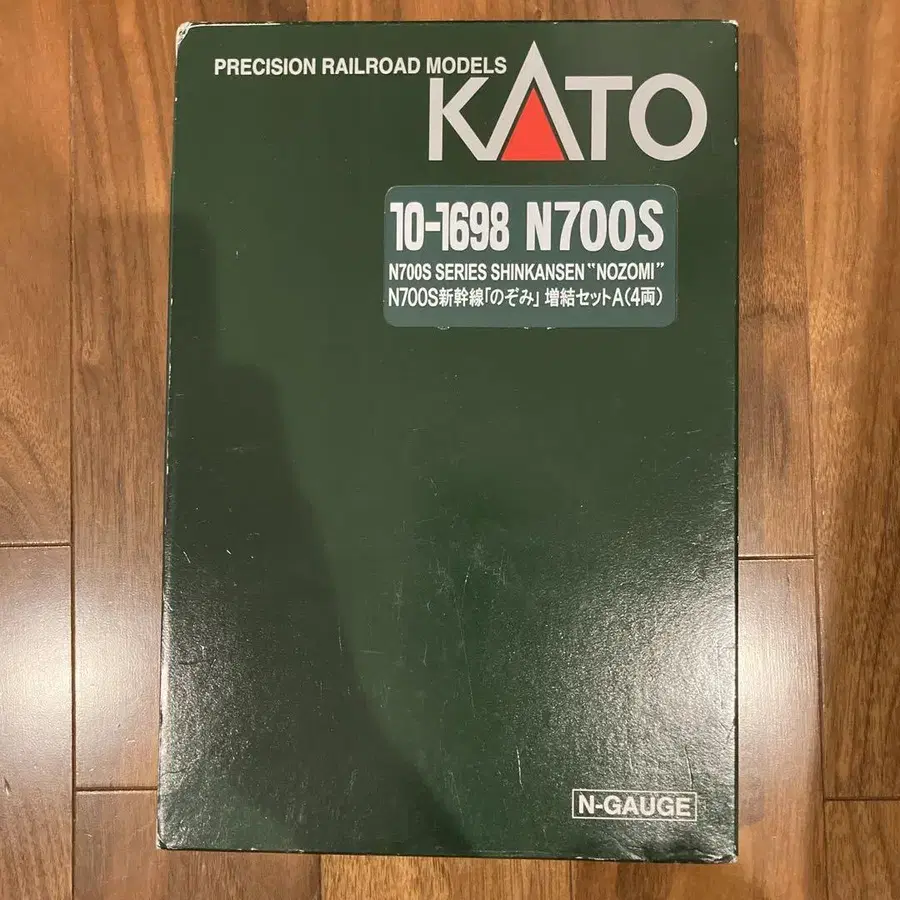 PRECISION RAILROAD MODELS
KATO
10-1698 N700S
N700S SERIES SHINKANSEN "NOZOMI"
N700S新幹線「のぞみ」増結セットA(4両)
N-GAUGE